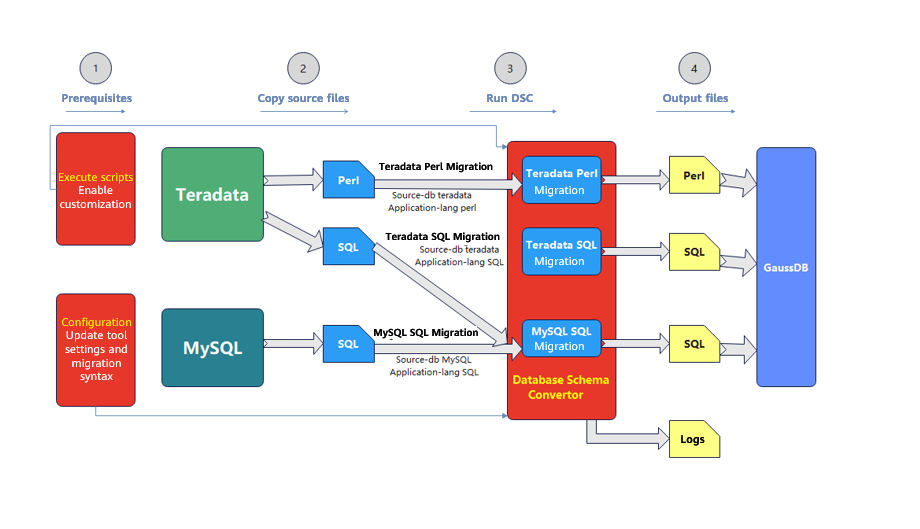 1
2
3
4
Prerequisites
Copy source files
Run DSC
Output files
Execute scripts
Enable
customization
Teradata
Perl
Teradata Perl Migration
Source-db teradata
Application-lang perl
Teradata Perl
Migration
Perl
SQL
Teradata SQL Migration
Source-db teradata
Application-lang SQL
Teradata SQL
Migration
SQL
GaussDB
Configuration
Update tool
settings and
migration
syntax
MySQL
SQL
MySQL SQL Migration
Source-db MySQL
Application-lang SQL
MySQL SQL
Migration
SQL
Database Schema
Convertor
Logs